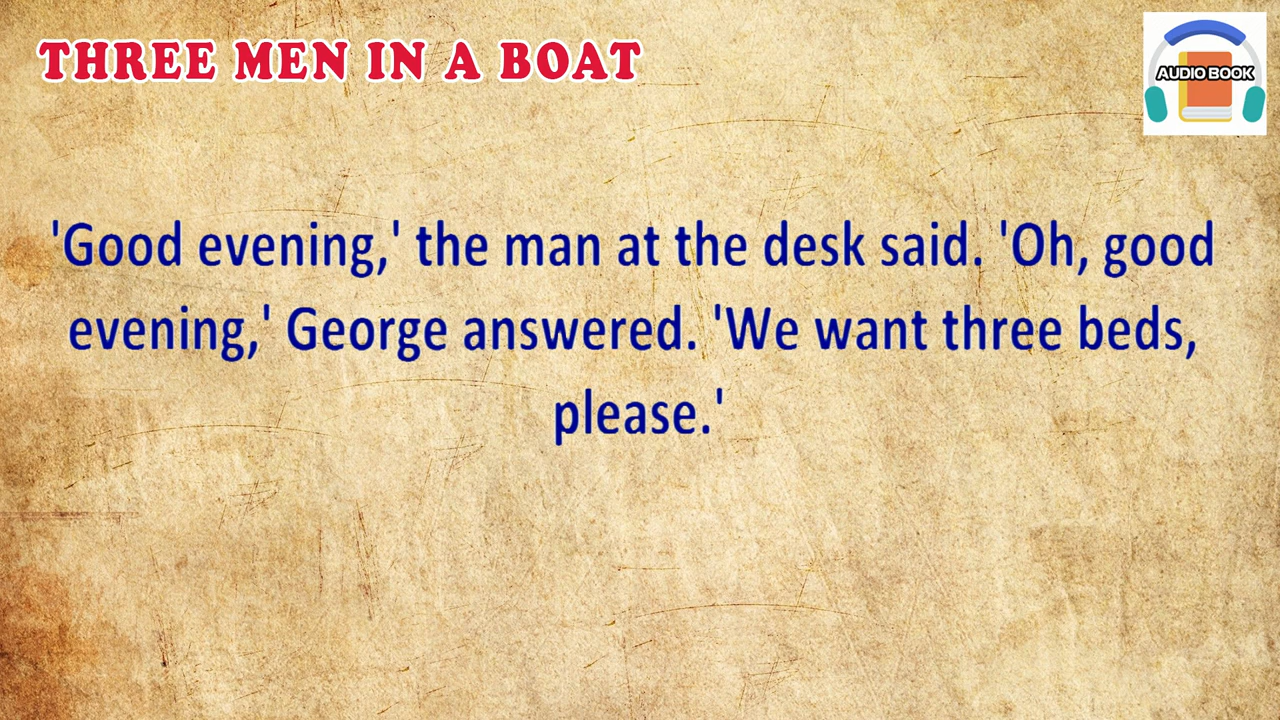 THREE MEN IN A BOAT
AUDIO BOOK
'Good evening,' the man at the desk said. 'Oh, good
evening,' George answered. 'We want three beds,
please.'